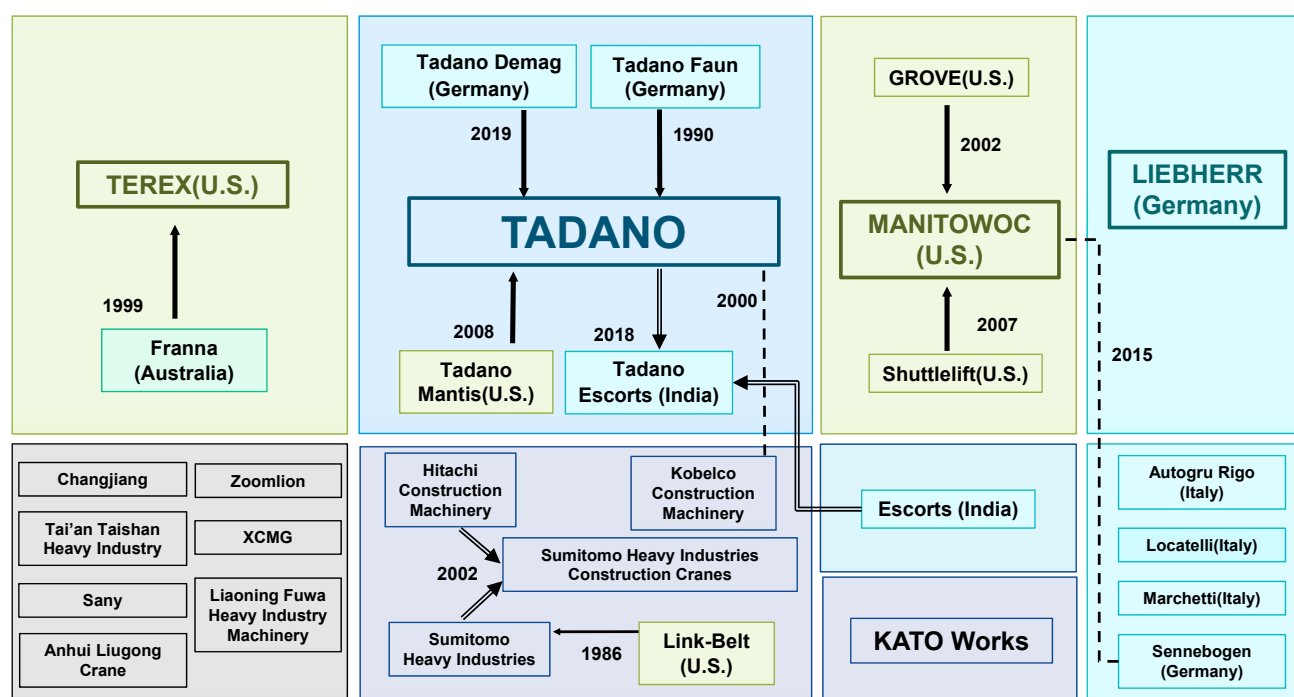 TEREX(U.S.)
1999
Franna
(Australia)
Tadano Demag
(Germany)
Tadano Faun
(Germany)
2019
1990
TADANO
2008
2018
2000
Tadano
Mantis(U.S.)
Tadano
Escorts (India)
GROVE(U.S.)
2002
MANITOWOC
(U.S.)
2007
Shuttlelift(U.S.)
LIEBHERR
(Germany)
2015
Changjiang
Zoomlion
Tai'an Taishan
Heavy Industry
XCMG
Sany
Liaoning Fuwa
Heavy Industry
Machinery
Anhui Liugong
Crane
Hitachi
Construction
Machinery
Kobelco
Construction
Machinery
2002
Sumitomo Heavy Industries
Construction Cranes
Sumitomo
Heavy Industries
1986
Link-Belt
(U.S.)
Escorts (India)
KATO Works
Autogru Rigo
(Italy)
Locatelli(Italy)
Marchetti(Italy)
Sennebogen
(Germany)